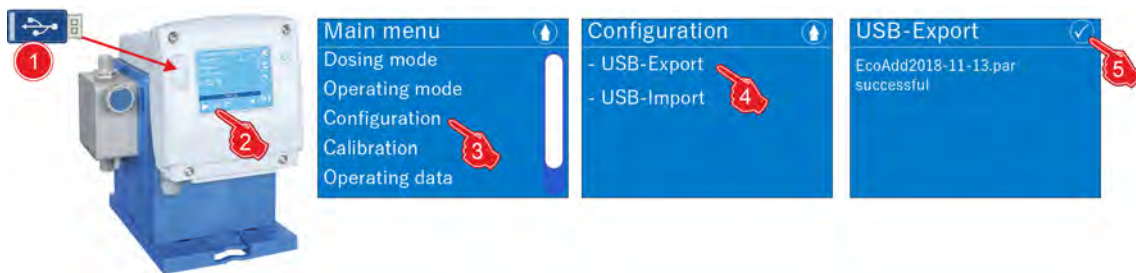 1
2
Main menu
Dosing mode
Operating mode
Configuration
3
Calibration
Operating data
Configuration
- USB-Export
4
- USB-Import
USB-Export
5
EcoAdd2018-11-13.par
successful